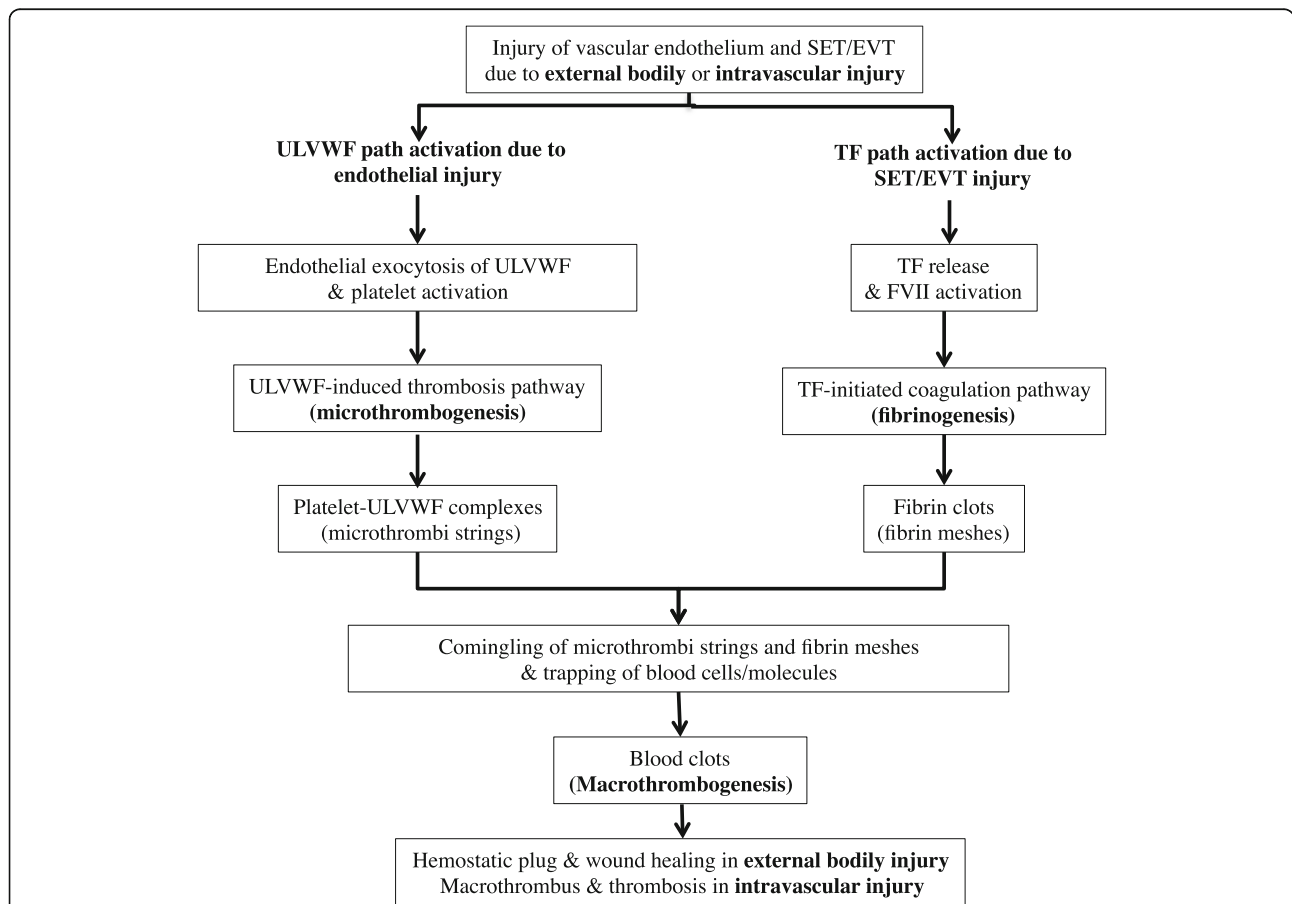 Injury of vascular endothelium and SET/EVT
due to external bodily or intravascular injury
ULVWF path activation due to
endothelial injury
TF path activation due to
SET/EVT injury
Endothelial exocytosis of ULVWF
& platelet activation
TF release
& FVII activation
ULVWF-induced thrombosis pathway
(microthrombogenesis)
TF-initiated coagulation pathway
(fibrinogenesis)
Platelet-ULVWF complexes
(microthrombi strings)
Fibrin clots
(fibrin meshes)
Comingling of microthrombi strings and fibrin meshes
& trapping of blood cells/molecules
Blood clots
(Macrothrombogenesis)
Hemostatic plug & wound healing in external bodily injury
Macrothrombus & thrombosis in intravascular injury